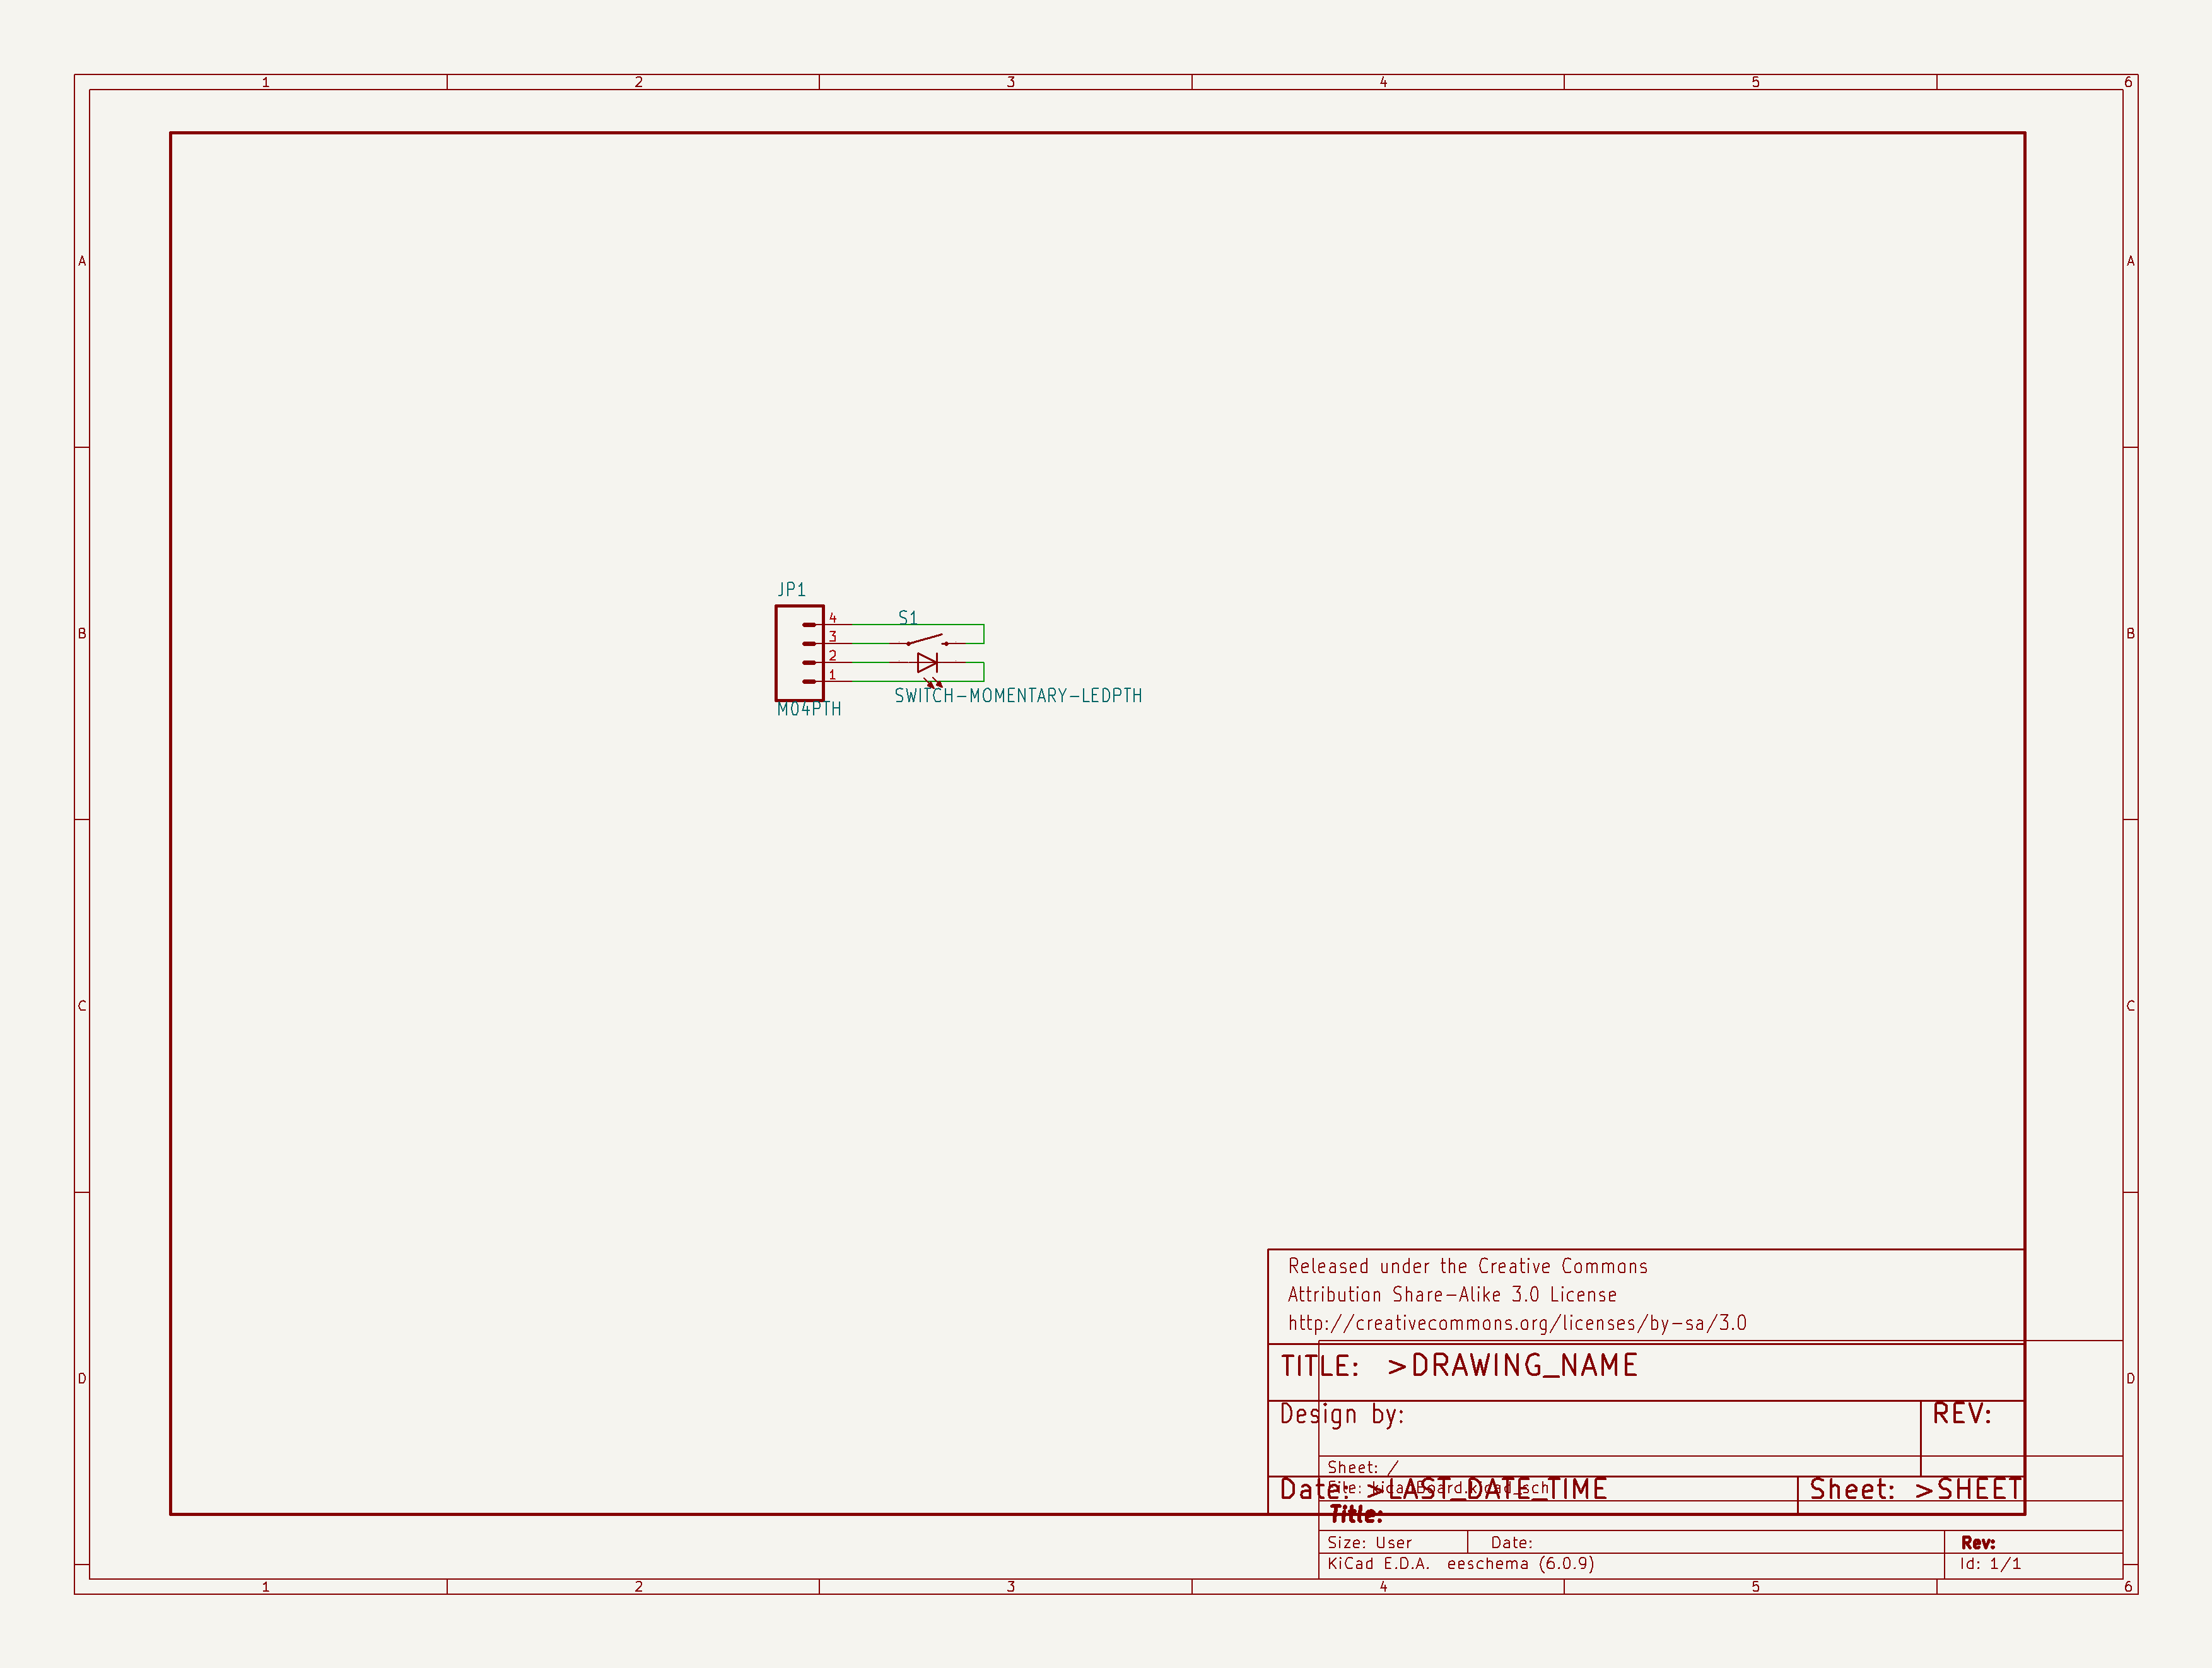 1 2 3 4 5 6
A A
JP1
S1
4
B 3 B
2
1
SWITCH-MOMENTARY-LEDPTH
M04PTH
C C
Released under the Creative Commons
Attribution Share-Alike 3.0 License
http://creativecommons.org/licenses/by-sa/3.0
TITLE: >DRAWING_NAME
D D
Design by: REV:
Sheet: /
File: kicadBoard.kicad_sch
Date: >LAST_DATE_TIME Sheet: >SHEET
Title:
Size: User Date: Rev:
KiCad E.D.A. eeschema (6.0.9) Id: 1/1
1 2 3 4 5 6